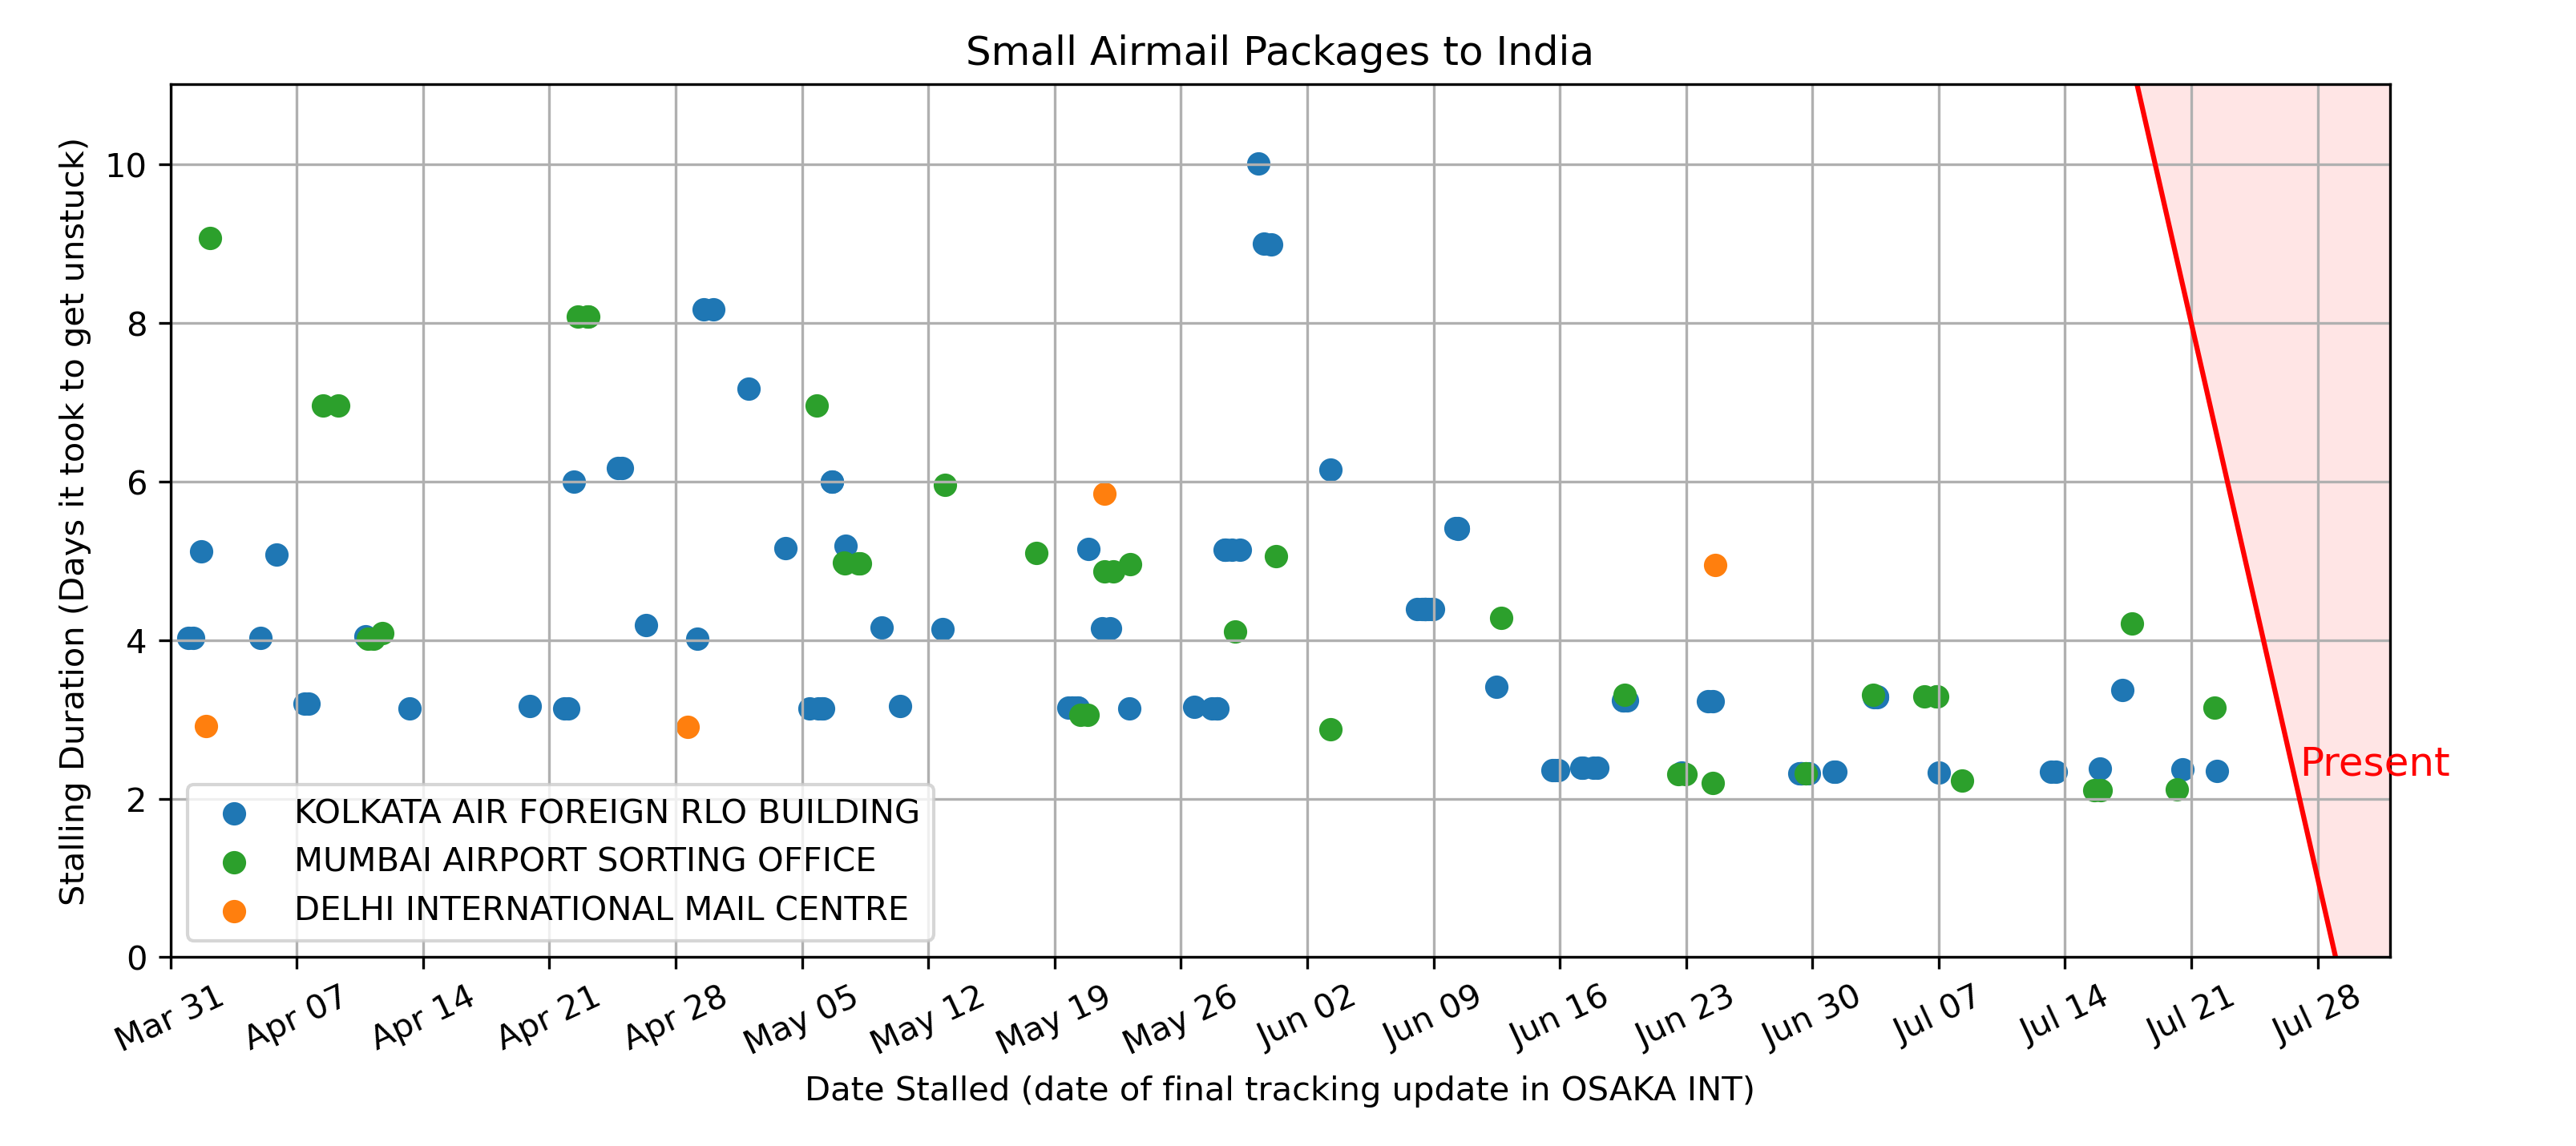 Small Airmail Packages to India
Stalling Duration (Days it took to get unstuck)
10
8
6
4
2
0
Present
KOLKATA AIR FOREIGN RLO BUILDING
MUMBAI AIRPORT SORTING OFFICE
DELHI INTERNATIONAL MAIL CENTRE
Mar 31
Apr 07
Apr 14
Apr 21
Apr 28
May 05
May 12
May 19
May 26
Jun 02
Jun 09
Jun 16
Jun 23
Jun 30
Jul 07
Jul 14
Jul 21
Jul 28
Date Stalled (date of final tracking update in OSAKA INT)